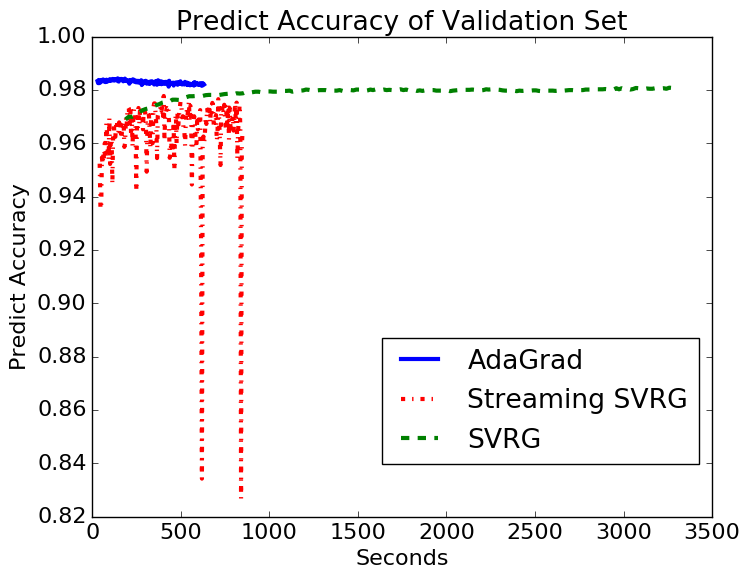 Predict Accuracy of Validation Set
1.00
0.98
0.96
0.94
0.92
0.90
0.88
0.86
0.84
0.82
Predict Accuracy
AdaGrad
Streaming SVRG
SVRG
0 500 1000 1500 2000 2500 3000 3500
Seconds